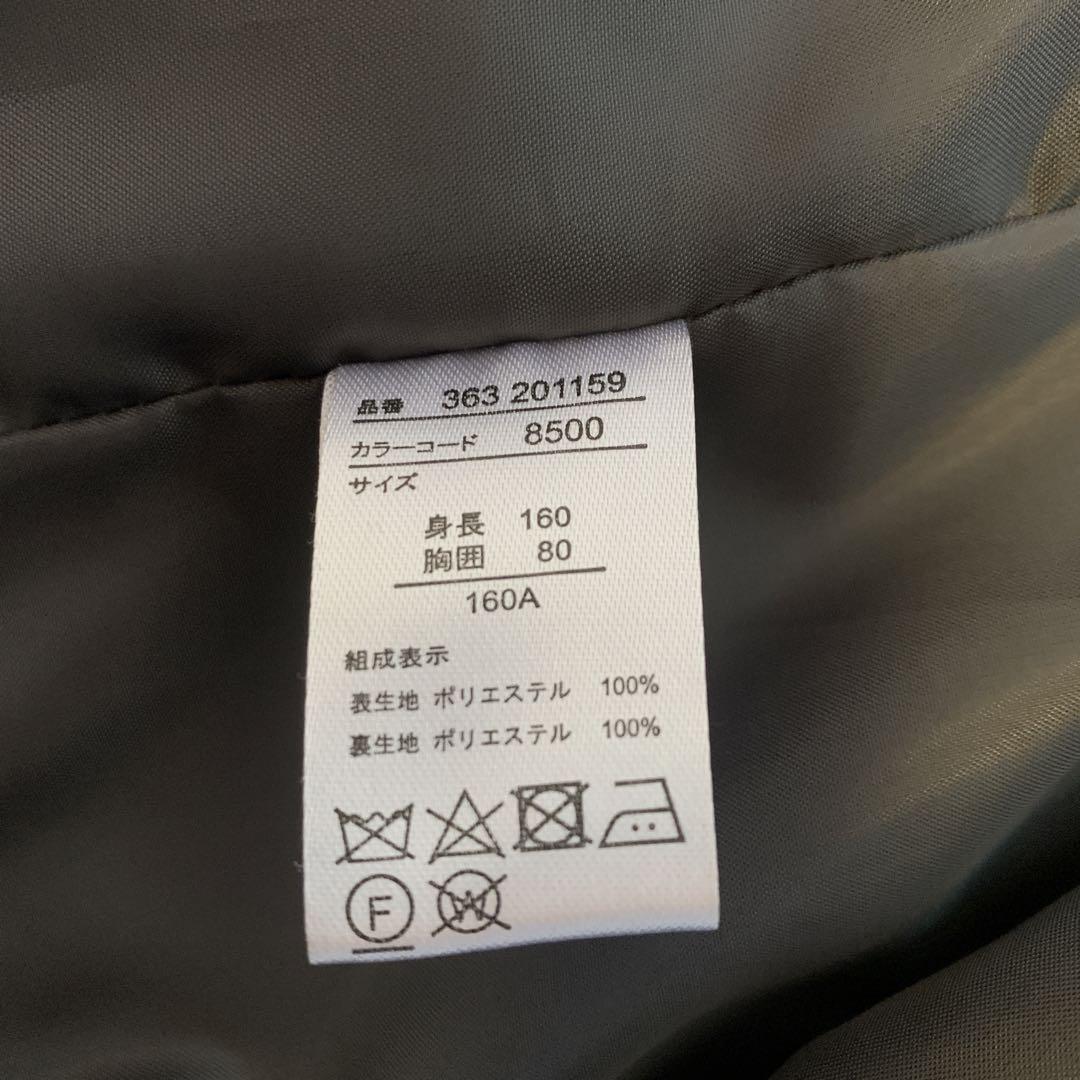 品番 363 201159
カラーコード 8500
サイズ
身長 160
胸囲 80
160A
組成表示
表生地 ポリエステル 100%
裏生地 ポリエステル 100%
F W